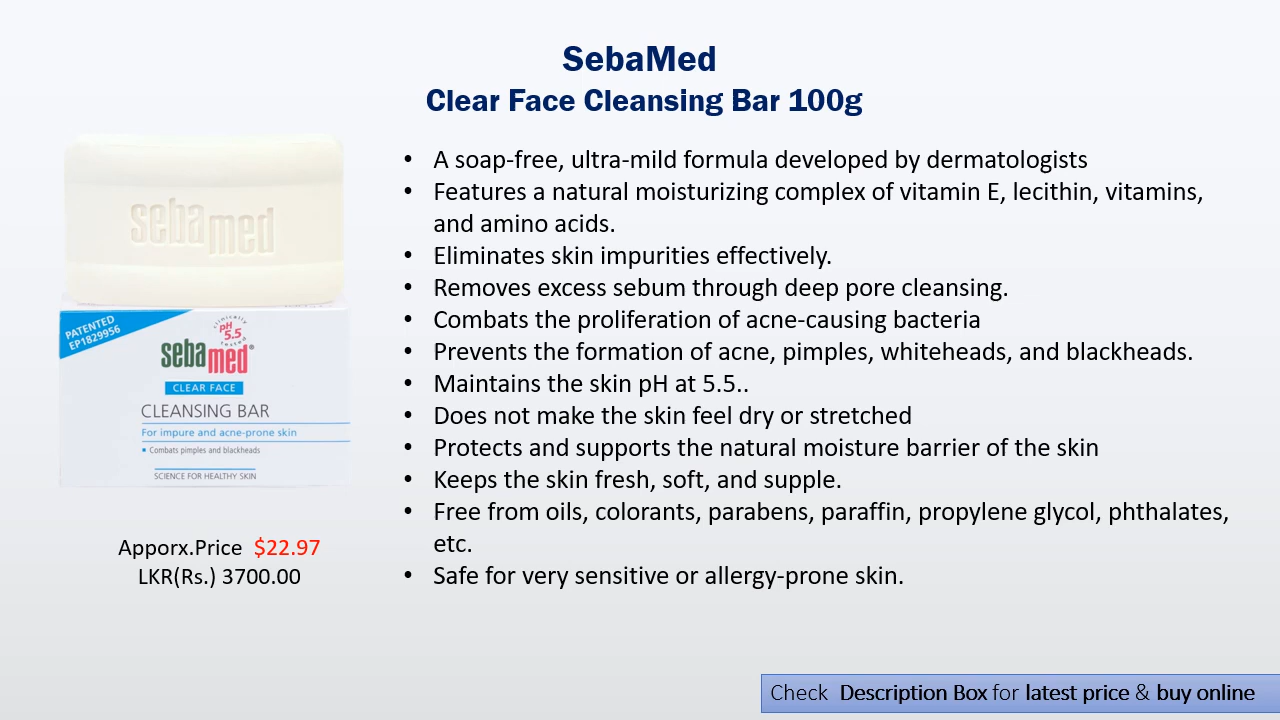 SebaMed
Clear Face Cleansing Bar 100g
• A soap-free, ultra-mild formula developed by dermatologists
• Features a natural moisturizing complex of vitamin E, lecithin, vitamins,
and amino acids.
• Eliminates skin impurities effectively.
• Removes excess sebum through deep pore cleansing.
• Combats the proliferation of acne-causing bacteria
• Prevents the formation of acne, pimples, whiteheads, and blackheads.
• Maintains the skin pH at 5.5..
• Does not make the skin feel dry or stretched
• Protects and supports the natural moisture barrier of the skin
• Keeps the skin fresh, soft, and supple.
• Free from oils, colorants, parabens, paraffin, propylene glycol, phthalates,
etc.
• Safe for very sensitive or allergy-prone skin.
sebamed
PATENTED
EP1829956
clinically
pH
5.5
tested
sebamed®
CLEAR FACE
CLEANSING BAR
For impure and acne-prone skin
▪ Combats pimples and blackheads
SCIENCE FOR HEALTHY SKIN
Apporx.Price $22.97
LKR(Rs.) 3700.00
Check Description Box for latest price & buy online